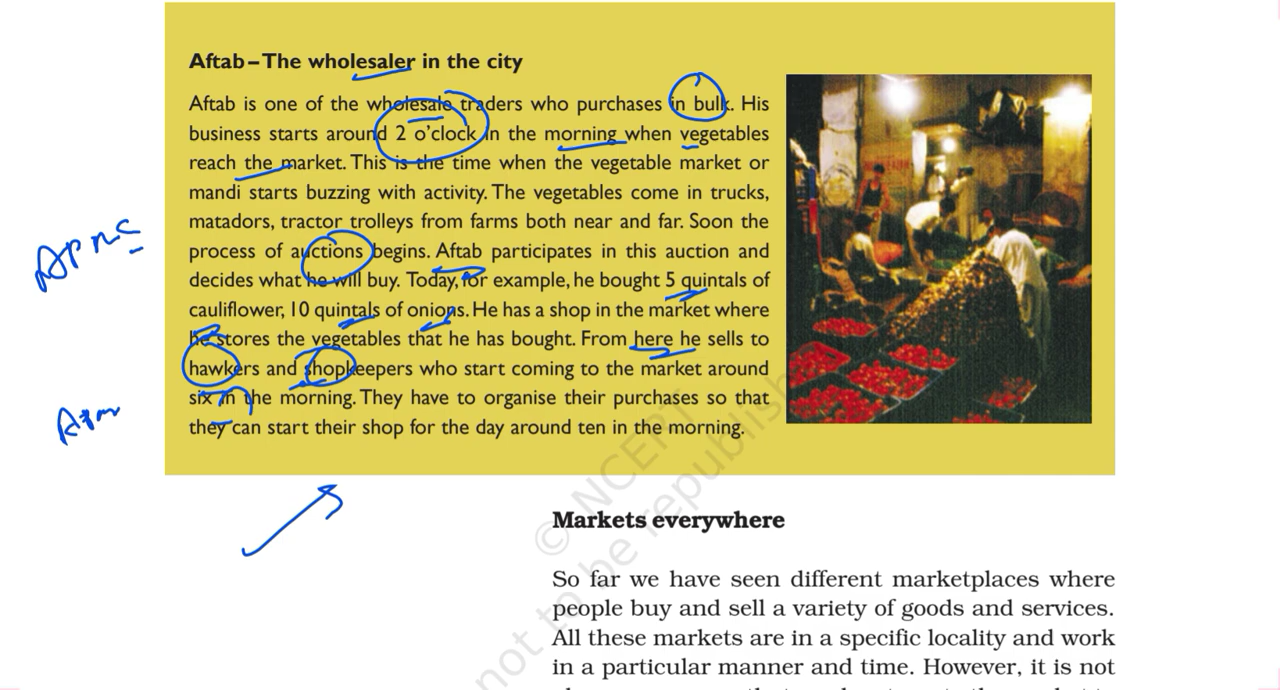 Aftab – The wholesaler in the city
Aftab is one of the wholesale traders who purchases in bulk. His
business starts around 2 o'clock in the morning when vegetables
reach the market. This is the time when the vegetable market or
mandi starts buzzing with activity. The vegetables come in trucks,
matadors, tractor trolleys from farms both near and far. Soon the
process of auctions begins. Aftab participates in this auction and
decides what he will buy. Today, for example, he bought 5 quintals of
cauliflower, 10 quintals of onions. He has a shop in the market where
he stores the vegetables that he has bought. From here he sells to
hawkers and shopkeepers who start coming to the market around
six in the morning. They have to organise their purchases so that
they can start their shop for the day around ten in the morning.
APMC
© NCERT
not to be republish
Markets everywhere
So far we have seen different marketplaces where
people buy and sell a variety of goods and services.
All these markets are in a specific locality and work
in a particular manner and time. However, it is not